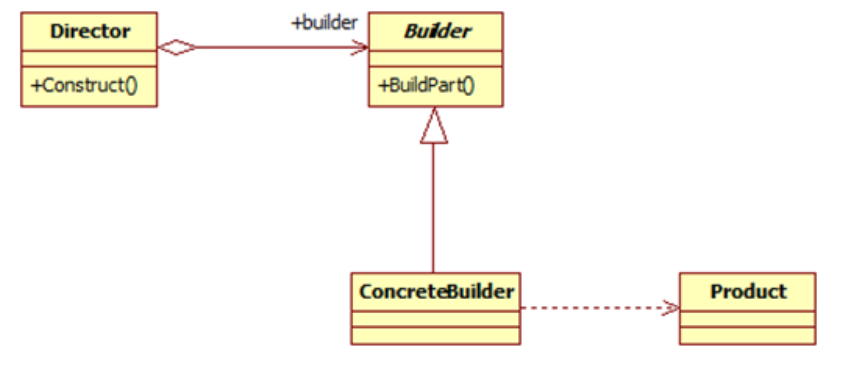 Director
+builder
Builder
+Construct()
+BuildPart()
ConcreteBuilder
Product